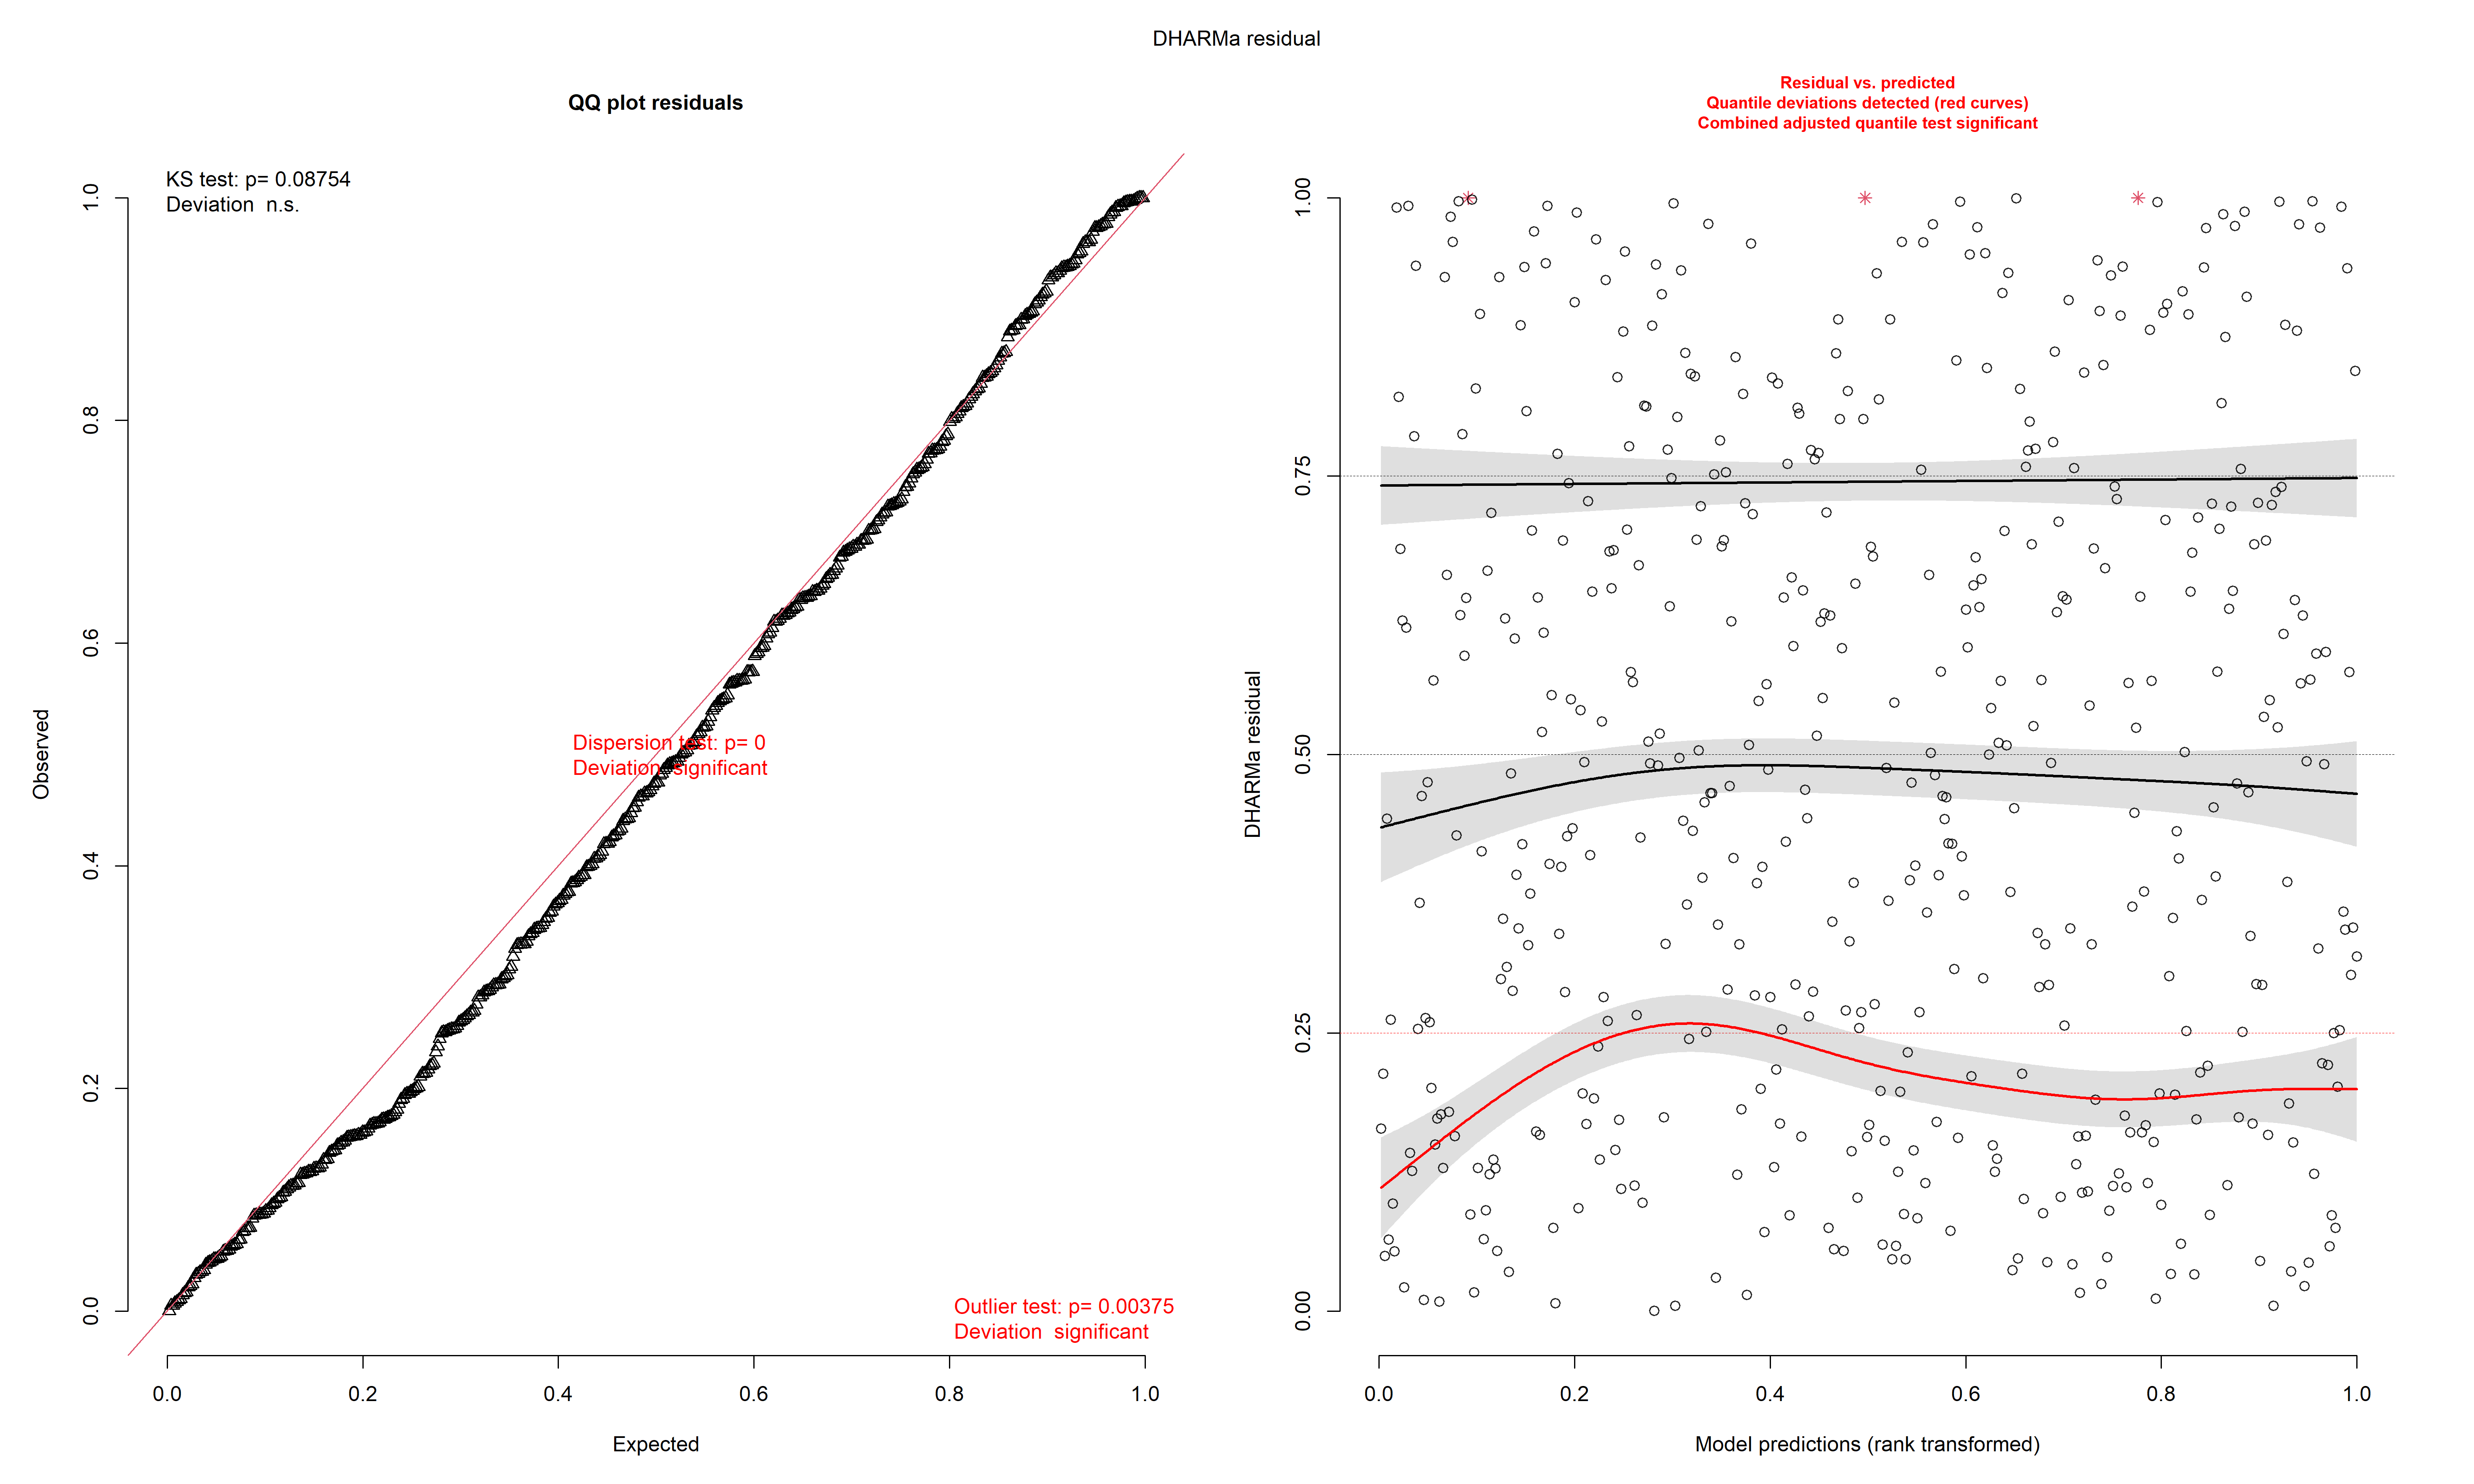 DHARMa residual
QQ plot residuals
KS test: p= 0.08754
Deviation  n.s.
Dispersion test: p= 0
Deviation  significant
Outlier test: p= 0.00375
Deviation  significant
Observed
0.0
0.2
0.4
0.6
0.8
1.0
0.0
0.2
0.4
0.6
0.8
1.0
Expected
Residual vs. predicted
Quantile deviations detected (red curves)
Combined adjusted quantile test significant
DHARMa residual
0.00
0.25
0.50
0.75
1.00
0.0
0.2
0.4
0.6
0.8
1.0
Model predictions (rank transformed)